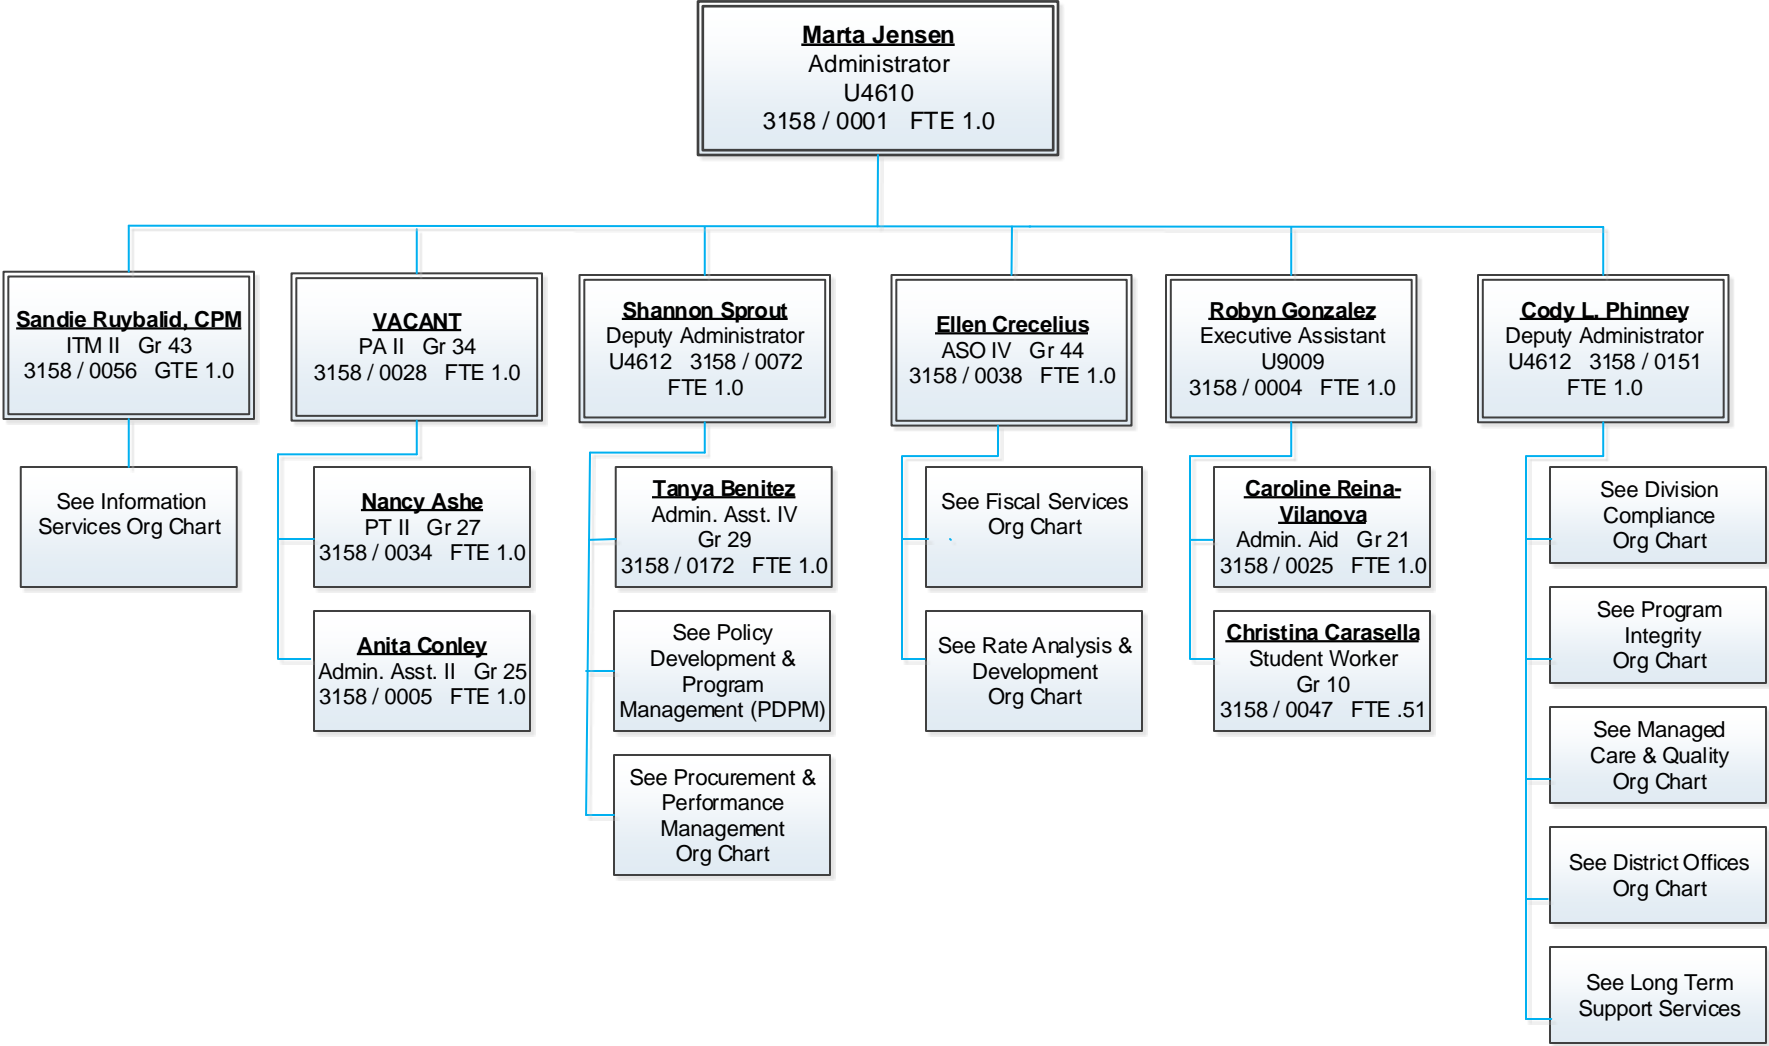 Marta Jensen
Administrator
U4610
3158 / 0001 FTE 1.0
Sandie Ruybalid, CPM
ITM II Gr 43
3158 / 0056 GTE 1.0
VACANT
PA II Gr 34
3158 / 0028 FTE 1.0
Shannon Sprout
Deputy Administrator
U4612 3158 / 0072
FTE 1.0
Ellen Crecelius
ASO IV Gr 44
3158 / 0038 FTE 1.0
Robyn Gonzalez
Executive Assistant
U9009
3158 / 0004 FTE 1.0
Cody L. Phinney
Deputy Administrator
U4612 3158 / 0151
FTE 1.0
See Information
Services Org Chart
Nancy Ashe
PT II Gr 27
3158 / 0034 FTE 1.0
Anita Conley
Admin. Asst. II Gr 25
3158 / 0005 FTE 1.0
Tanya Benitez
Admin. Asst. IV
Gr 29
3158 / 0172 FTE 1.0
See Policy
Development &
Program
Management (PDPM)
See Procurement &
Performance
Management
Org Chart
See Fiscal Services
Org Chart
See Rate Analysis &
Development
Org Chart
Caroline Reina-
Vilanova
Admin. Aid Gr 21
3158 / 0025 FTE 1.0
Christina Carasella
Student Worker
Gr 10
3158 / 0047 FTE .51
See Division
Compliance
Org Chart
See Program
Integrity
Org Chart
See Managed
Care & Quality
Org Chart
See District Offices
Org Chart
See Long Term
Support Services